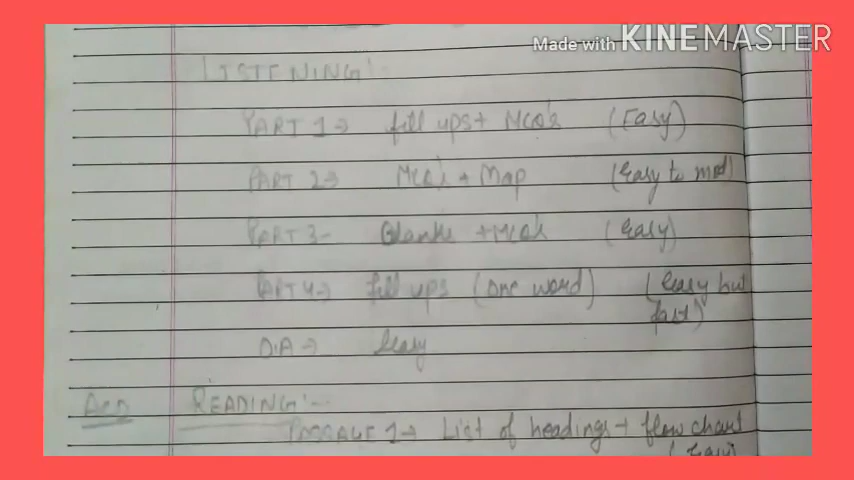 Made with KINEMASTER
LISTENING:-
PART 1→ fill ups + MCQ's (Easy)
PART 2→ MCQ's + Map (Easy to mod)
PART 3- Blanks + MCQ's (Easy)
PART 4→ fill ups (One word) (Easy but
fast)
O.A→ Easy
ACD READING:-
PASSAGE 1→ List of headings + flow chart
(Easy)